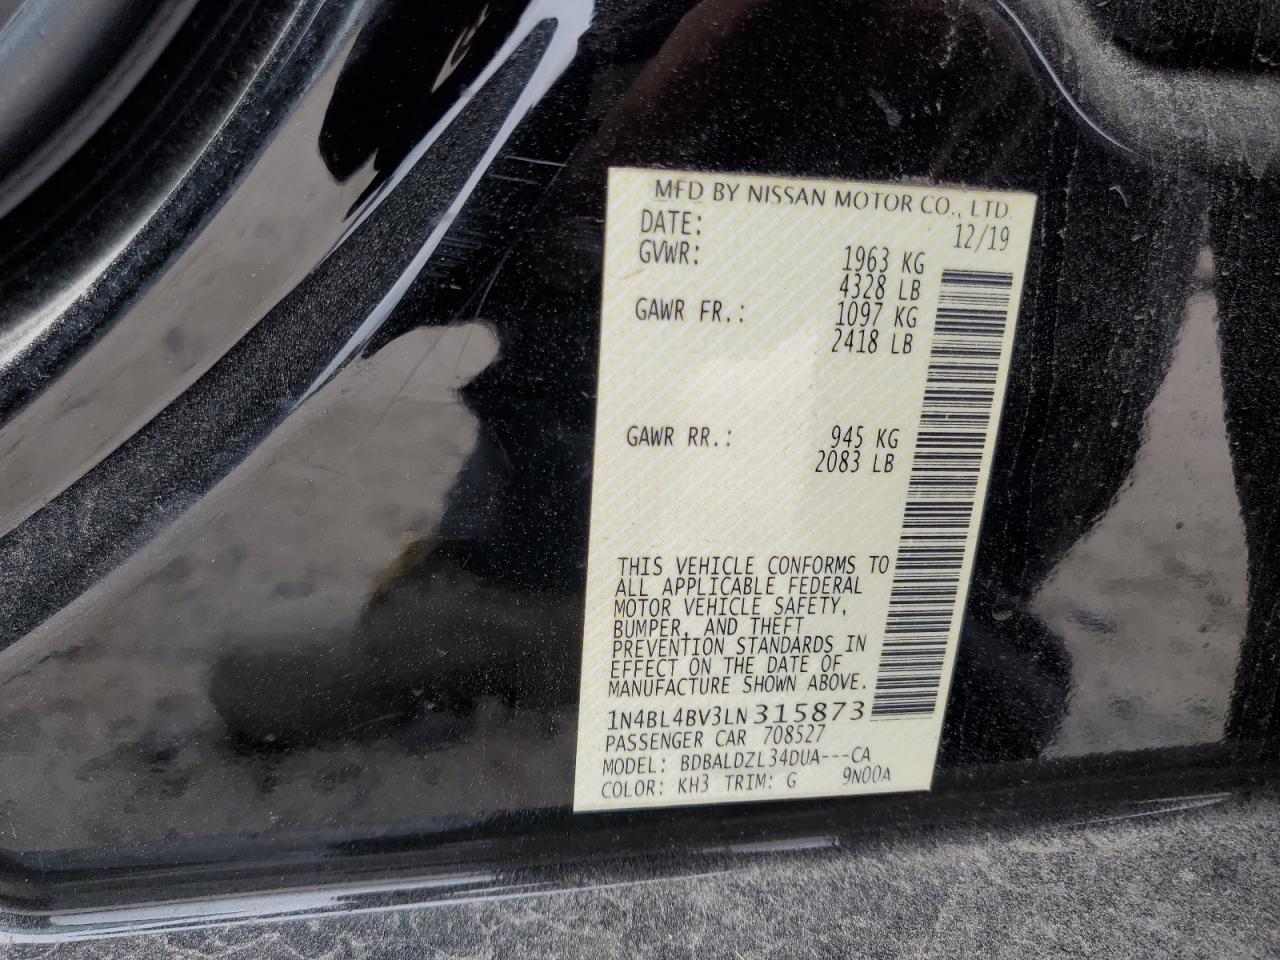 MFD BY NISSAN MOTOR CO., LTD.
DATE: 12/19
GVWR: 1963 KG
4328 LB
GAWR FR.: 1097 KG
2418 LB
GAWR RR.: 945 KG
2083 LB
THIS VEHICLE CONFORMS TO
ALL APPLICABLE FEDERAL
MOTOR VEHICLE SAFETY,
BUMPER, AND THEFT
PREVENTION STANDARDS IN
EFFECT ON THE DATE OF
MANUFACTURE SHOWN ABOVE.
1N4BL4BV3LN315873
PASSENGER CAR 708527
MODEL: BDBALDZL34DUA---CA
COLOR: KH3 TRIM: G 9N00A